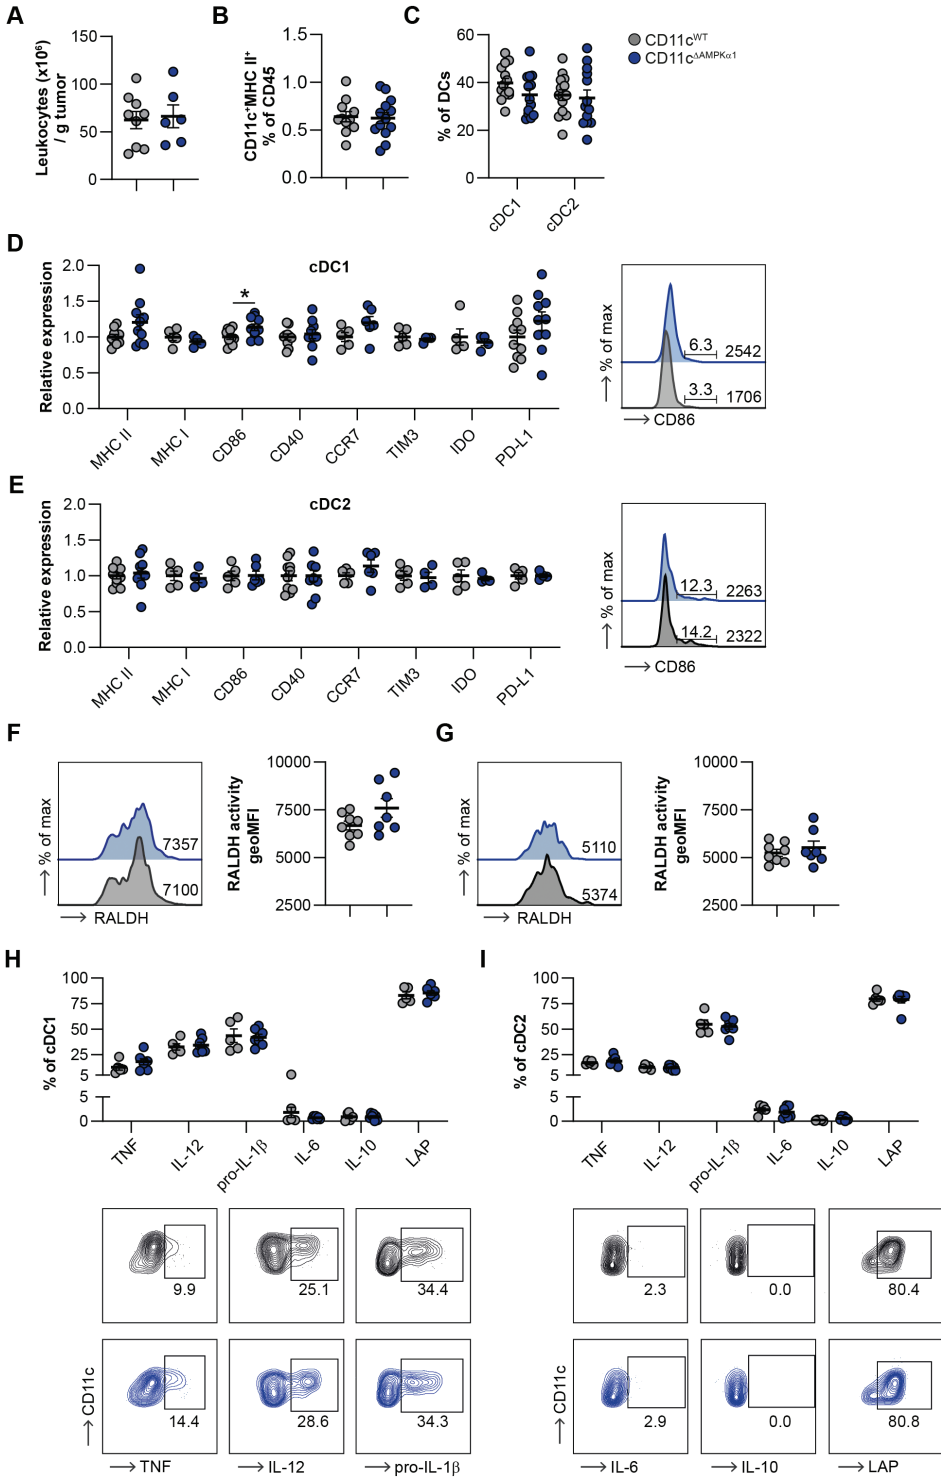 A
Leukocytes (x10⁶)
/ g tumor
150
100
50
0
B
CD11c⁺MHC II⁺
% of CD45
1.5
1.0
0.5
0.0
C
% of DCs
60
40
20
0
cDC1
cDC2
CD11cᵂᵀ
CD11c^ΔAMPKα1
D
cDC1
Relative expression
2.0
1.5
1.0
0.5
0.0
*
MHC II
MHC I
CD86
CD40
CCR7
TIM3
IDO
PD-L1
% of max
6.3
2542
3.3
1706
CD86
E
cDC2
Relative expression
2.0
1.5
1.0
0.5
0.0
MHC II
MHC I
CD86
CD40
CCR7
TIM3
IDO
PD-L1
% of max
12.3
2263
14.2
2322
CD86
F
% of max
7357
7100
RALDH
RALDH activity
geoMFI
10000
7500
5000
2500
G
% of max
5110
5374
RALDH
RALDH activity
geoMFI
10000
7500
5000
2500
H
% of cDC1
100
75
50
25
5
5
0
TNF
IL-12
pro-IL-1β
IL-6
IL-10
LAP
I
% of cDC2
100
75
50
25
5
5
0
TNF
IL-12
pro-IL-1β
IL-6
IL-10
LAP
9.9
25.1
34.4
2.3
0.0
80.4
CD11c
14.4
28.6
34.3
CD11c
2.9
0.0
80.8
TNF
IL-12
pro-IL-1β
IL-6
IL-10
LAP